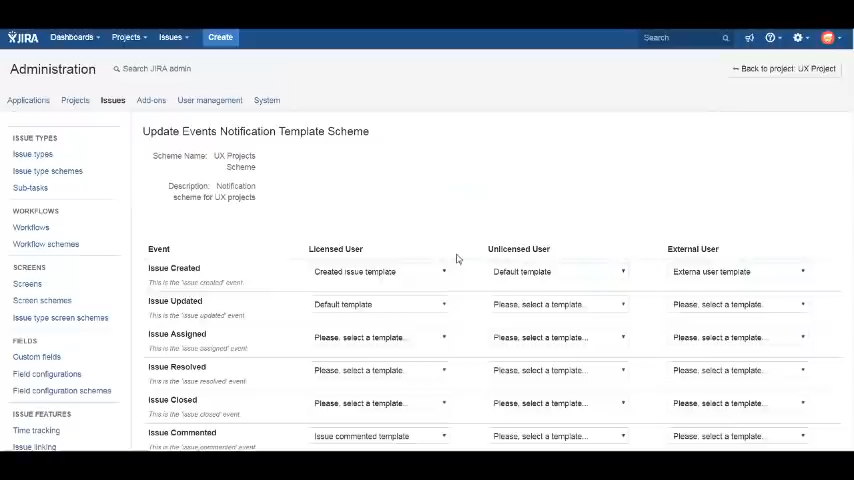 JIRA Dashboards Projects Issues Create Search
Administration Search JIRA admin Back to project: UX Project
Applications Projects Issues Add-ons User management System
ISSUE TYPES
Issue types
Issue type schemes
Sub-tasks
WORKFLOWS
Workflows
Workflow schemes
SCREENS
Screens
Screen schemes
Issue type screen schemes
FIELDS
Custom fields
Field configurations
Field configuration schemes
ISSUE FEATURES
Time tracking
Issue linking
Update Events Notification Template Scheme
Scheme Name: UX Projects
Scheme
Description: Notification
scheme for UX projects
Event Licensed User Unlicensed User External User
Issue Created Created issue template Default template Externa user template
This is the 'issue created' event.
Issue Updated Default template Please, select a template... Please, select a template.
This is the 'issue updated' event.
Issue Assigned Please, select a template... Please, select a template... Please, select a template.
This is the 'issue assigned' event.
Issue Resolved Please, select a template. Please, select a template... Please, select a template.
This is the 'issue resolved' event.
Issue Closed Please, select a template... Please, select a template... Please, select a template.
This is the 'issue closed' event.
Issue Commented Issue commented template Please, select a template... Please, select a template.
This is the 'issue commented' event.